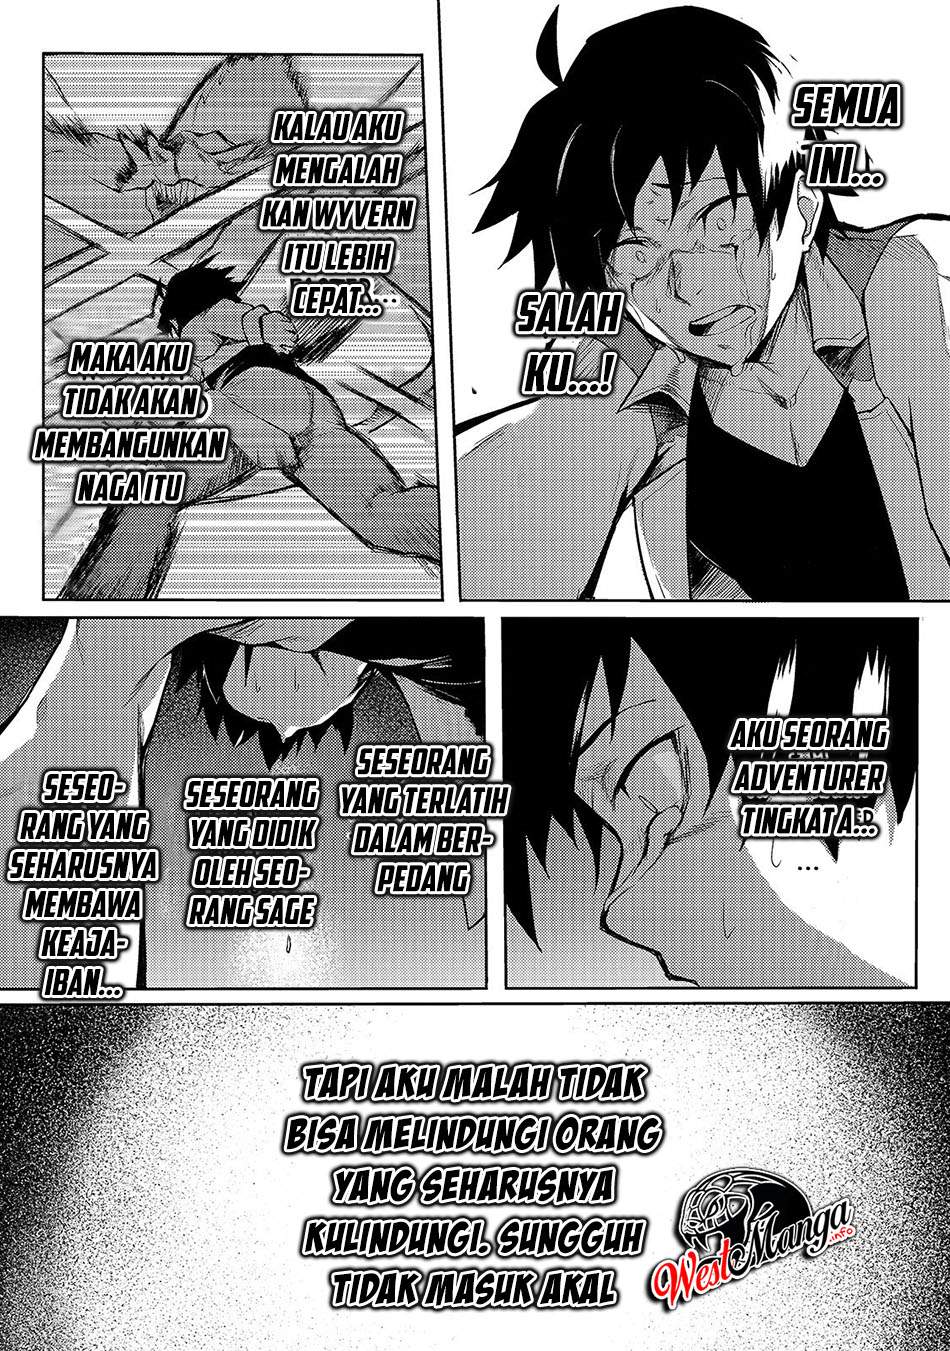 SEMUA
INI...
SALAH
KU...!
KALAU AKU
MENGALAH
KAN WYVERN
ITU LEBIH
CEPAT...
...
MAKA AKU
TIDAK AKAN
MEMBANGUNKAN
NAGA ITU
AKU SEORANG
ADVENTURER
TINGKAT A...
...
SESEORANG
YANG TERLATIH
DALAM BER-
PEDANG
SESEORANG
YANG DIDIK
OLEH SEO-
RANG SAGE
SESEO-
RANG YANG
SEHARUSNYA
MEMBAWA
KEAJA-
IBAN...
TAPI AKU MALAH TIDAK
BISA MELINDUNGI ORANG
YANG SEHARUSNYA
KULINDUNGI. SUNGGUH
TIDAK MASUK AKAL
WestManga
.info